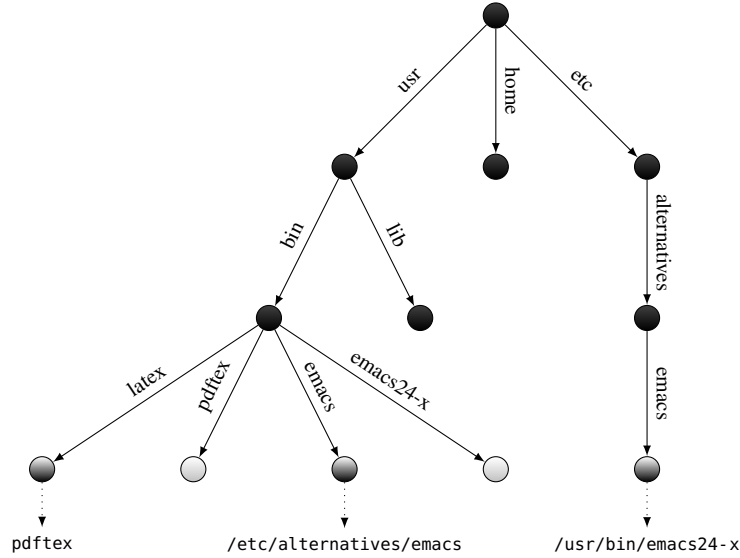 usr
home
etc
bin
lib
alternatives
latex
pdftex
emacs
emacs24-x
emacs
pdftex
/etc/alternatives/emacs
/usr/bin/emacs24-x